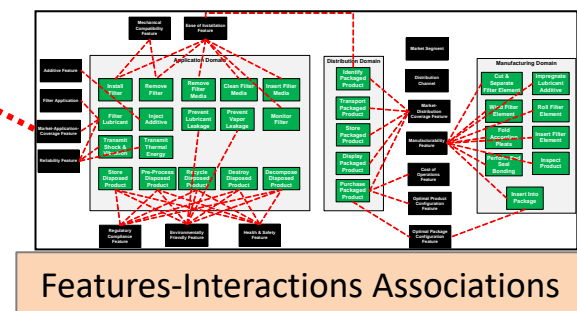 Mechanical
Compatibility
Feature
Ease of Installation
Feature
Application Domain
Additive Feature
Filter Application
Market-Application
Coverage Feature
Reliability Feature
Install
Filter
Remove
Filter
Remove
Filter
Media
Clean Filter
Media
Insert Filter
Media
Filter
Lubricant
Inject
Additive
Prevent
Lubricant
Leakage
Prevent
Vapor
Leakage
Monitor
Filter
Transmit
Shock &
Vibration
Transmit
Thermal
Energy
Store
Disposed
Product
Pre-Process
Disposed
Product
Recycle
Disposed
Product
Destroy
Disposed
Product
Decompose
Disposed
Product
Regulatory
Compliance
Feature
Environmentally
Friendly Feature
Health & Safety
Feature
Distribution Domain
Identify
Packaged
Product
Transport
Packaged
Product
Store
Packaged
Product
Display
Packaged
Product
Purchase
Packaged
Product
Market Segment
Distribution
Channel
Market-
Distribution
Coverage Feature
Manufacturability
Feature
Cost of
Operations
Feature
Optimal Product
Configuration
Feature
Optimal Package
Configuration
Feature
Manufacturing Domain
Cut &
Separate
Filter Element
Impregnate
Lubricant
Additive
Wind Filter
Element
Roll Filter
Element
Fold
Accordion
Pleats
Insert Filter
Element
Perform
Seal
Bonding
Inspect
Product
Insert Into
Package
Features-Interactions Associations